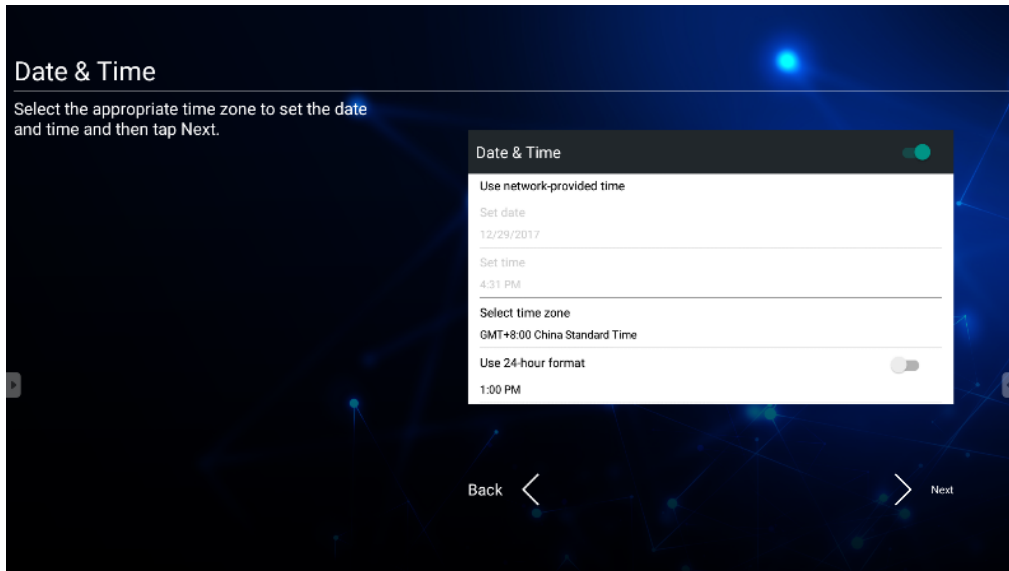 Date & Time
Select the appropriate time zone to set the date
and time and then tap Next.
Date & Time
Use network-provided time
Set date
12/29/2017
Set time
4:31 PM
Select time zone
GMT+8:00 China Standard Time
Use 24-hour format
1:00 PM
Back
Next